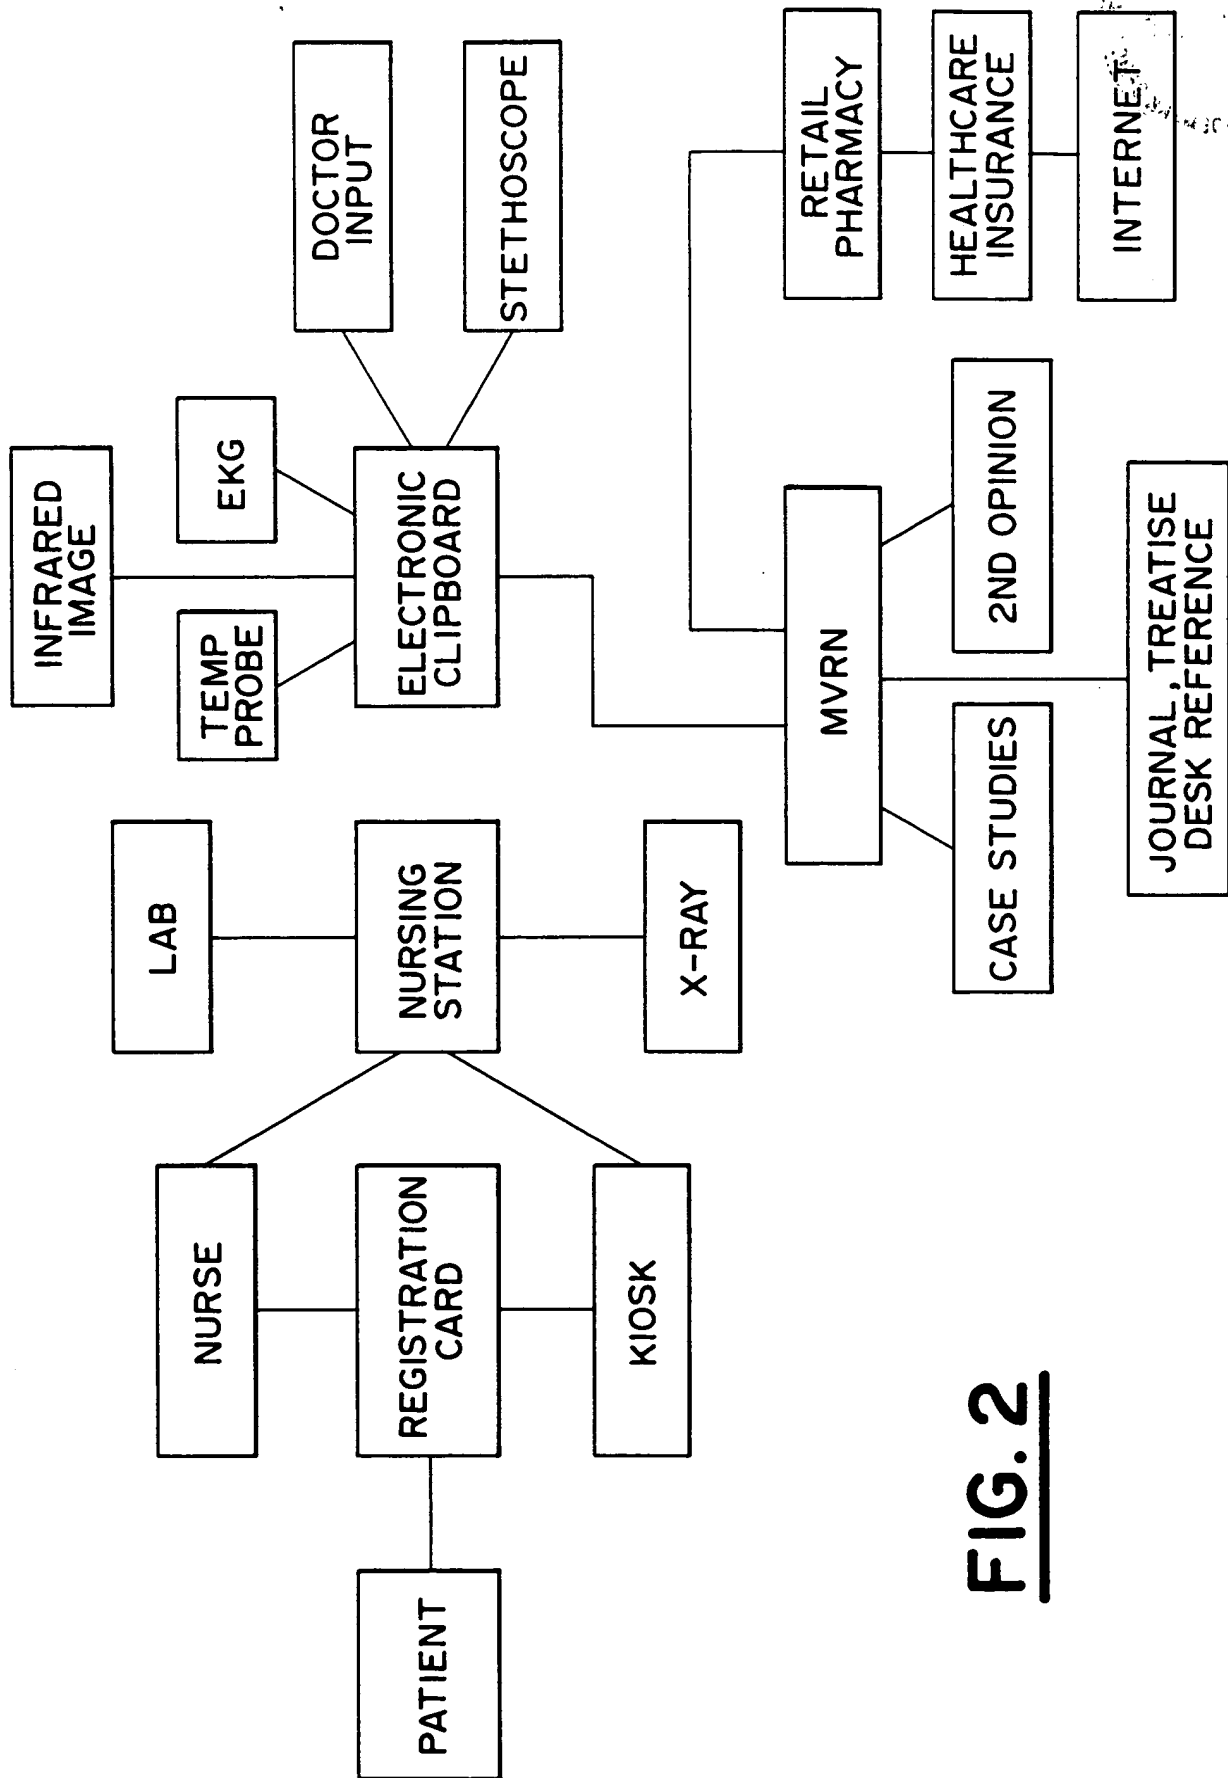 INFRARED
IMAGE
TEMP
PROBE
EKG
LAB
NURSE
DOCTOR
INPUT
PATIENT
REGISTRATION
CARD
NURSING
STATION
ELECTRONIC
CLIPBOARD
STETHOSCOPE
KIOSK
X-RAY
MVRN
RETAIL
PHARMACY
CASE STUDIES
2ND OPINION
HEALTHCARE
INSURANCE
JOURNAL, TREATISE
DESK REFERENCE
INTERNET
FIG. 2